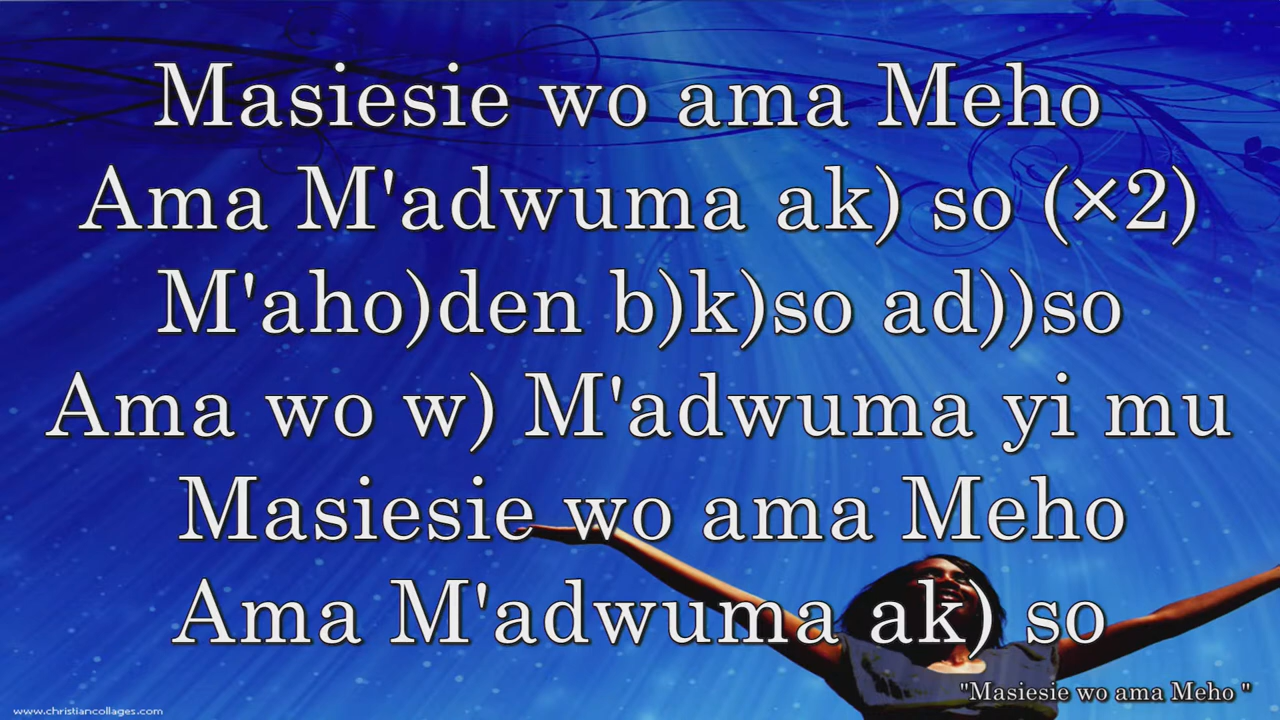 Masiesie wo ama Meho
Ama M'adwuma ak) so (×2)
M'aho)den b)k)so ad))so
Ama wo w) M'adwuma yi mu
Masiesie wo ama Meho
Ama M'adwuma ak) so
"Masiesie wo ama Meho "
www.christiancollages.com